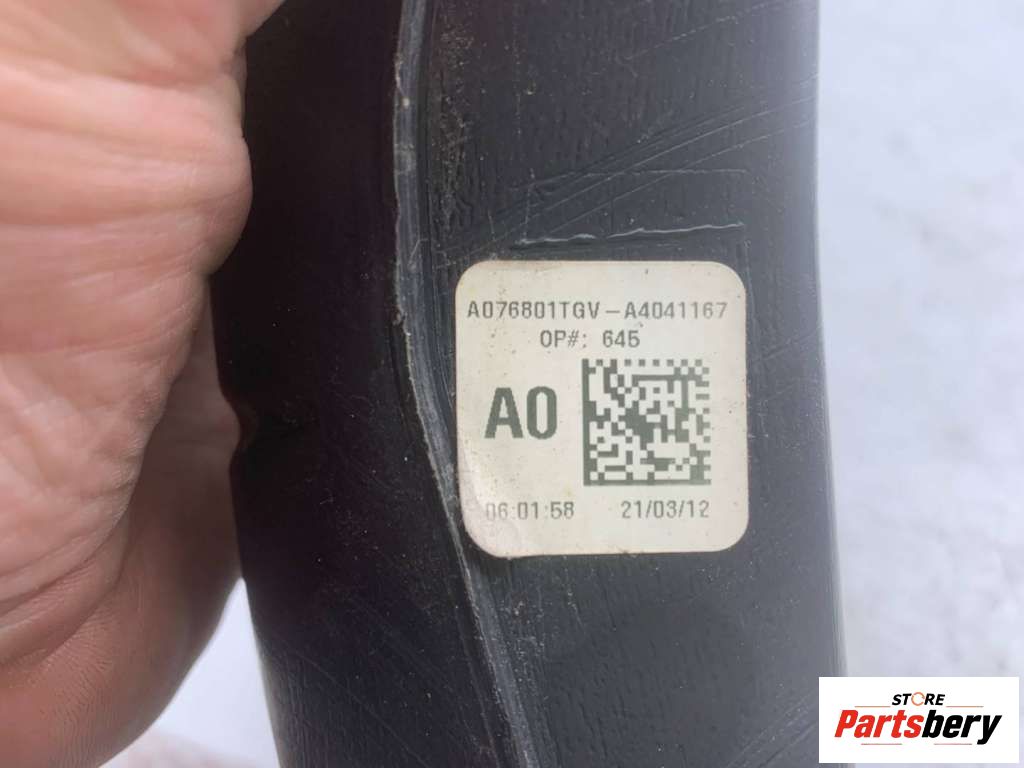 A076801TGV-A4041167
OP#: 645
A0
06:01:58 21/03/12
STORE
Partsbery